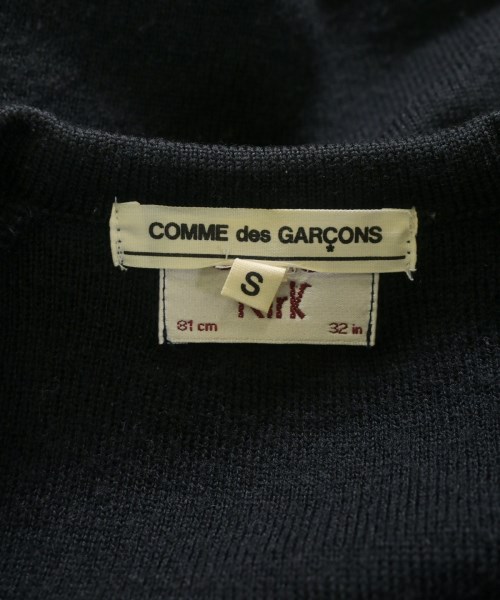 COMME des GARÇONS
S
81 cm 32 in